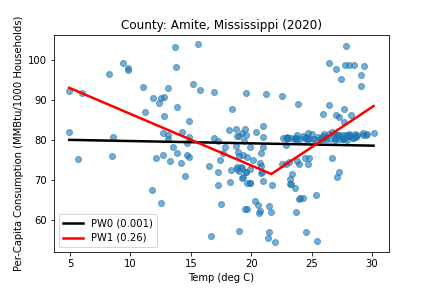 County: Amite, Mississippi (2020)
Per-Capita Consumption (MMBtu/1000 Households)
100
90
80
70
60
PW0 (0.001)
PW1 (0.26)
5 10 15 20 25 30
Temp (deg C)